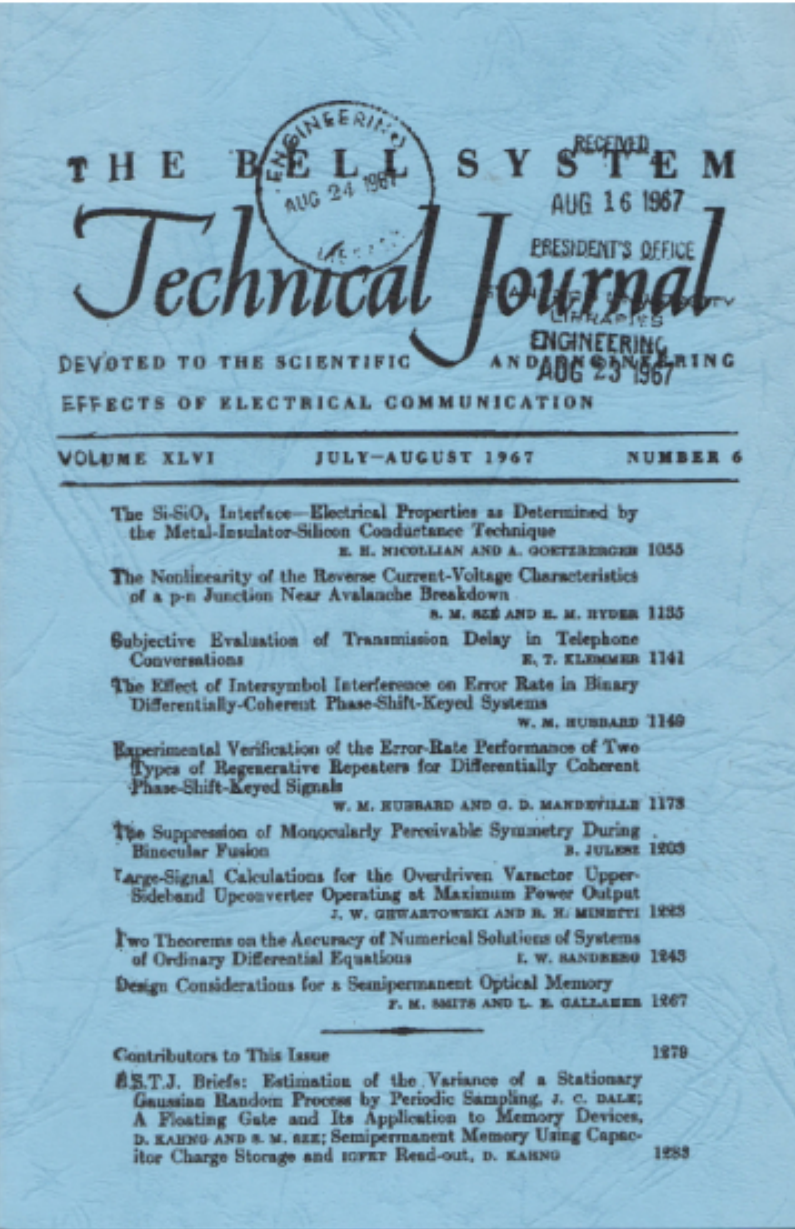 THE BELL SYSTEM
Technical Journal
DEVOTED TO THE SCIENTIFIC AND ENGINEERING
EFFECTS OF ELECTRICAL COMMUNICATION
ENGINEERING
AUG 24 1967
RECEIVED
AUG 16 1967
PRESIDENT'S OFFICE
LIBRARIES
ENGINEERING
AUG 23 1967
VOLUME XLVI JULY–AUGUST 1967 NUMBER 6
The Si-SiO₂ Interface—Electrical Properties as Determined by
the Metal-Insulator-Silicon Conductance Technique
E. H. NICOLLIAN AND A. GOETZBERGER 1055
The Nonlinearity of the Reverse Current-Voltage Characteristics
of a p-n Junction Near Avalanche Breakdown
S. M. SZE AND R. M. RYDER 1135
Subjective Evaluation of Transmission Delay in Telephone
Conversations E. T. KLEMMER 1141
The Effect of Intersymbol Interference on Error Rate in Binary
Differentially-Coherent Phase-Shift-Keyed Systems
W. M. HUBBARD 1149
Experimental Verification of the Error-Rate Performance of Two
Types of Regenerative Repeaters for Differentially Coherent
Phase-Shift-Keyed Signals
W. M. HUBBARD AND G. D. MANDEVILLE 1173
The Suppression of Monocularly Perceivable Symmetry During
Binocular Fusion B. JULESZ 1203
Large-Signal Calculations for the Overdriven Varactor Upper-
Sideband Upconverter Operating at Maximum Power Output
J. W. GEWARTOWSKI AND R. H. MINETTI 1223
Two Theorems on the Accuracy of Numerical Solutions of Systems
of Ordinary Differential Equations I. W. SANDBERG 1243
Design Considerations for a Semipermanent Optical Memory
F. M. SMITS AND L. E. GALLAHER 1267
Contributors to This Issue 1279
B.S.T.J. Briefs: Estimation of the Variance of a Stationary
Gaussian Random Process by Periodic Sampling, J. C. DALE;
A Floating Gate and Its Application to Memory Devices,
D. KAHNG AND S. M. SZE; Semipermanent Memory Using Capac-
itor Charge Storage and IGFET Read-out, D. KAHNG 1283